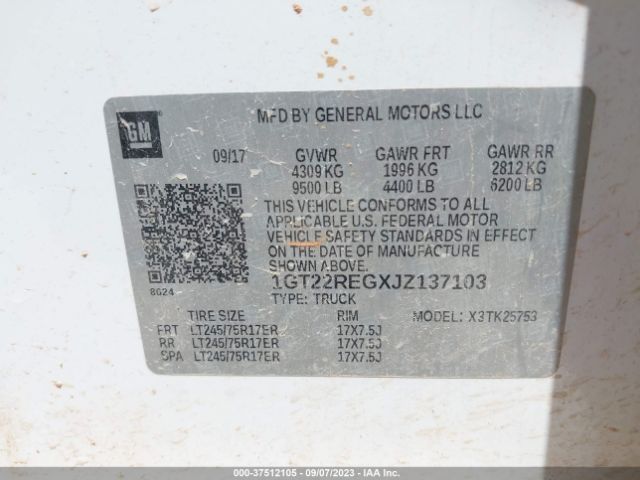 GM
MFD BY GENERAL MOTORS LLC
09/17 GVWR GAWR FRT GAWR RR
4309 KG 1996 KG 2812 KG
9500 LB 4400 LB 6200 LB
THIS VEHICLE CONFORMS TO ALL
APPLICABLE U.S. FEDERAL MOTOR
VEHICLE SAFETY STANDARDS IN EFFECT
ON THE DATE OF MANUFACTURE
SHOWN ABOVE.
8G24
1GT22REGXJZ137103
TYPE: TRUCK
TIRE SIZE RIM MODEL: X3TK25753
FRT LT245/75R17ER 17X7.5J
RR LT245/75R17ER 17X7.5J
SPA LT245/75R17ER 17X7.5J
000-37512105 - 09/07/2023 - IAA Inc.